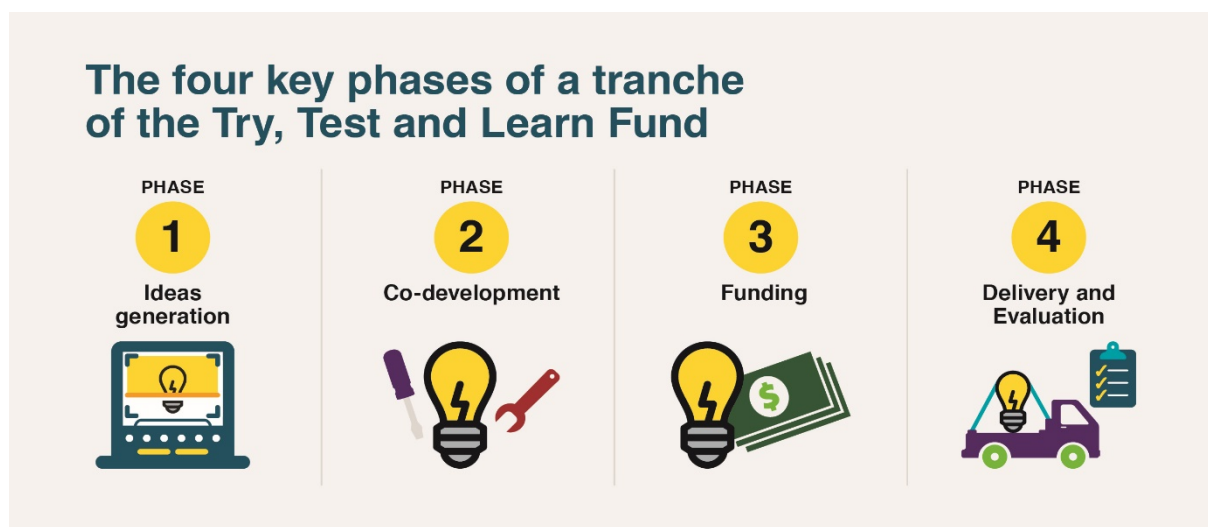 The four key phases of a tranche
of the Try, Test and Learn Fund
PHASE
1
Ideas
generation
PHASE
2
Co-development
PHASE
3
Funding
$
PHASE
4
Delivery and
Evaluation